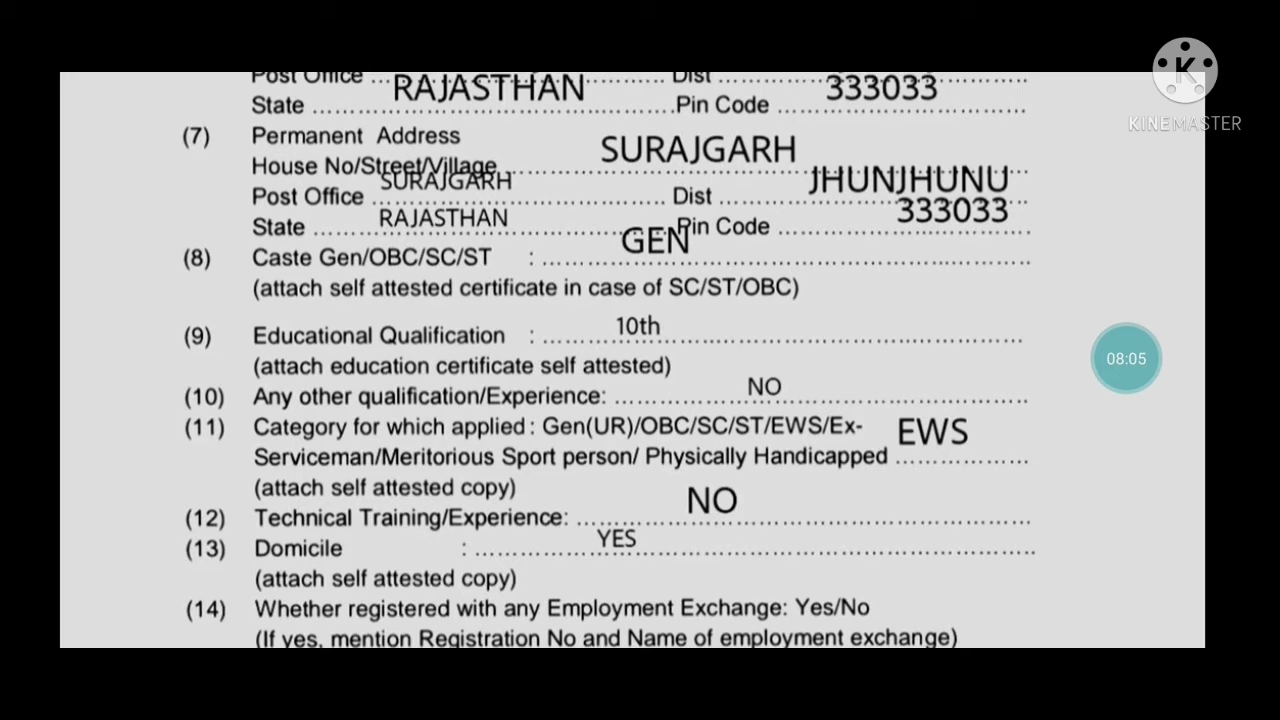 Post Office ........ Dist ........
State ........ RAJASTHAN ........ Pin Code ........ 333033
KINEMASTER
(7) Permanent Address
House No/Street/Village ........ SURAJGARH
Post Office ........ SURAJGARH ........ Dist ........ JHUNJHUNU
State ........ RAJASTHAN ........ Pin Code ........ 333033
(8) Caste Gen/OBC/SC/ST : ........ GEN
(attach self attested certificate in case of SC/ST/OBC)
(9) Educational Qualification : ........ 10th
08:05
(attach education certificate self attested)
(10) Any other qualification/Experience: ........ NO
(11) Category for which applied : Gen(UR)/OBC/SC/ST/EWS/Ex-
Serviceman/Meritorious Sport person/ Physically Handicapped ........ EWS
(attach self attested copy)
(12) Technical Training/Experience: ........ NO
(13) Domicile : ........ YES
(attach self attested copy)
(14) Whether registered with any Employment Exchange: Yes/No
(If yes, mention Registration No and Name of employment exchange)